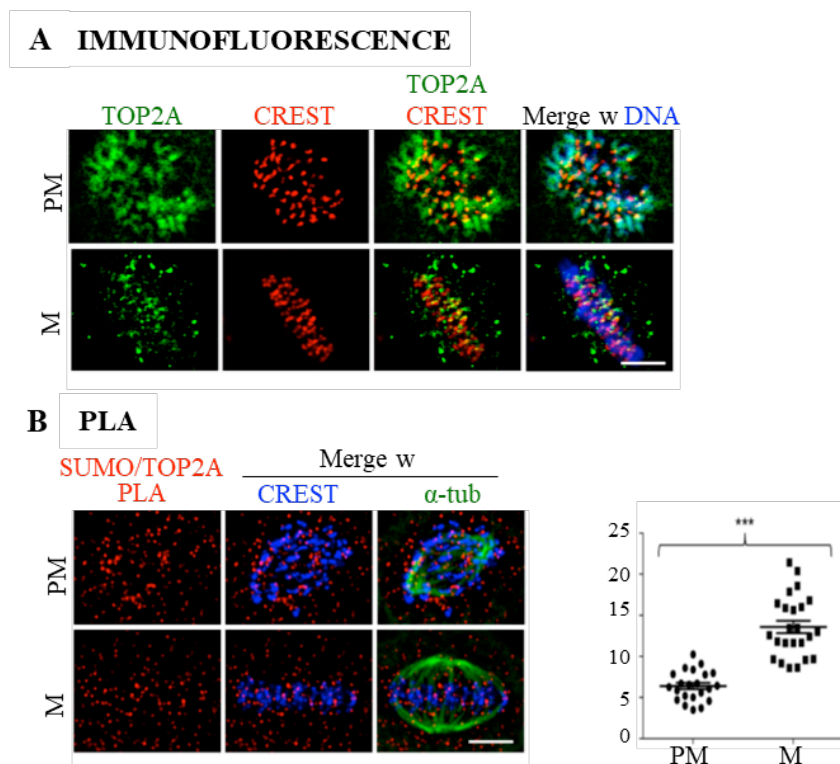 A IMMUNOFLUORESCENCE
TOP2A
TOP2A CREST CREST Merge w DNA
PM
M
B PLA
SUMO/TOP2A Merge w
PLA CREST α-tub
PM
M
***
25
20
15
10
5
0
PM M